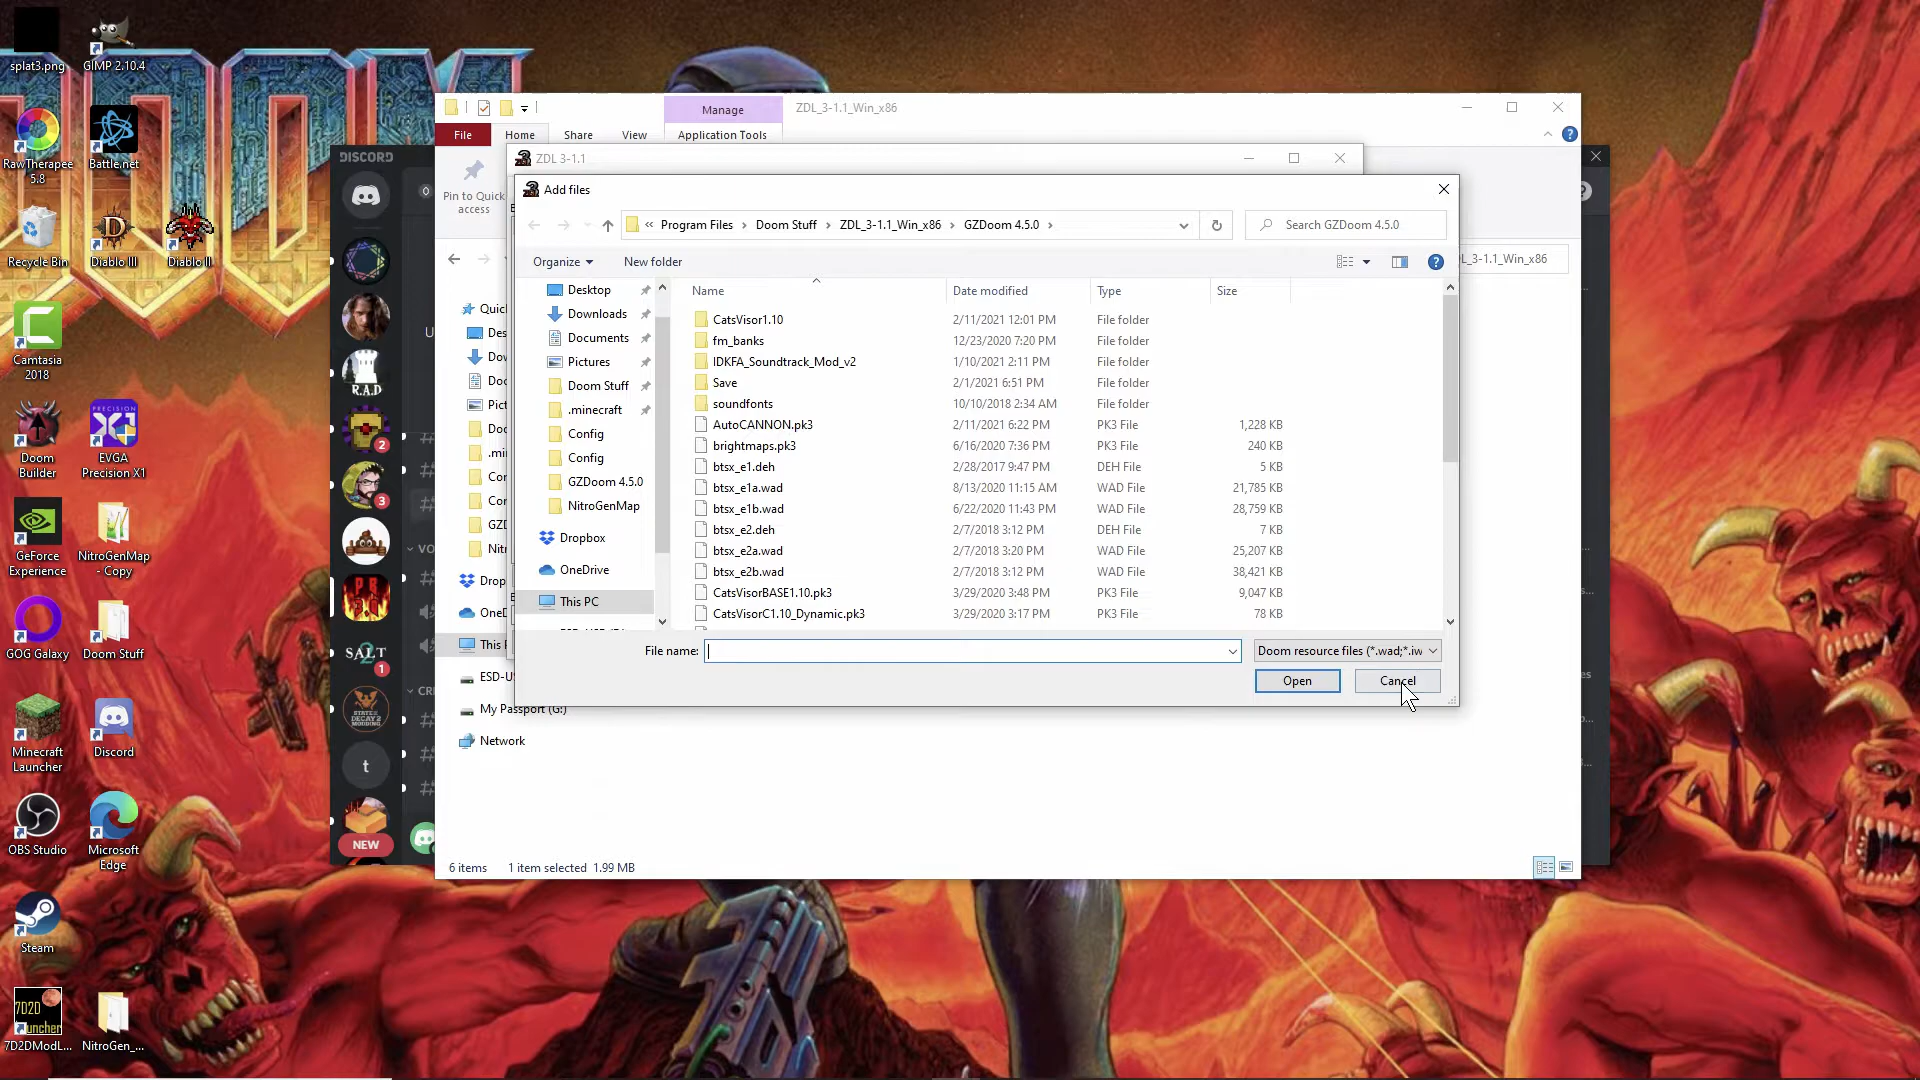 splat3.png
GIMP 2.10.4
RawTherapee 5.8
Battle.net
Recycle Bin
Diablo III
Diablo II
Camtasia 2018
Doom Builder
EVGA Precision X1
GeForce Experience
NitroGenMap - Copy
GOG Galaxy
Doom Stuff
Minecraft Launcher
Discord
OBS Studio
Microsoft Edge
Steam
7D2DModL...
NitroGen_...
DISCORD
0
R.A.D
2
3
SALT
2
1
t
NEW
Manage
ZDL_3-1.1_Win_x86
File
Home
Share
View
Application Tools
Pin to Quick access
ZDL 3-1.1
Add files
Program Files
Doom Stuff
ZDL_3-1.1_Win_x86
GZDoom 4.5.0
Search GZDoom 4.5.0
Organize
New folder
Desktop
Downloads
Documents
Pictures
Doom Stuff
.minecraft
Config
Config
GZDoom 4.5.0
NitroGenMap
Dropbox
OneDrive
This PC
Name Date modified Type Size
CatsVisor1.10 2/11/2021 12:01 PM File folder
fm_banks 12/23/2020 7:20 PM File folder
IDKFA_Soundtrack_Mod_v2 1/10/2021 2:11 PM File folder
Save 2/1/2021 6:51 PM File folder
soundfonts 10/10/2018 2:34 AM File folder
AutoCANNON.pk3 2/11/2021 6:22 PM PK3 File 1,228 KB
brightmaps.pk3 6/16/2020 7:36 PM PK3 File 240 KB
btsx_e1.deh 2/28/2017 9:47 PM DEH File 5 KB
btsx_e1a.wad 8/13/2020 11:15 AM WAD File 21,785 KB
btsx_e1b.wad 6/22/2020 11:43 PM WAD File 28,759 KB
btsx_e2.deh 2/7/2018 3:12 PM DEH File 7 KB
btsx_e2a.wad 2/7/2018 3:20 PM WAD File 25,207 KB
btsx_e2b.wad 2/7/2018 3:12 PM WAD File 38,421 KB
CatsVisorBASE1.10.pk3 3/29/2020 3:48 PM PK3 File 9,047 KB
CatsVisorC1.10_Dynamic.pk3 3/29/2020 3:17 PM PK3 File 78 KB
File name:
Doom resource files (*.wad;*.iw
Open
Cancel
My Passport (G:)
Network
6 items 1 item selected 1.99 MB